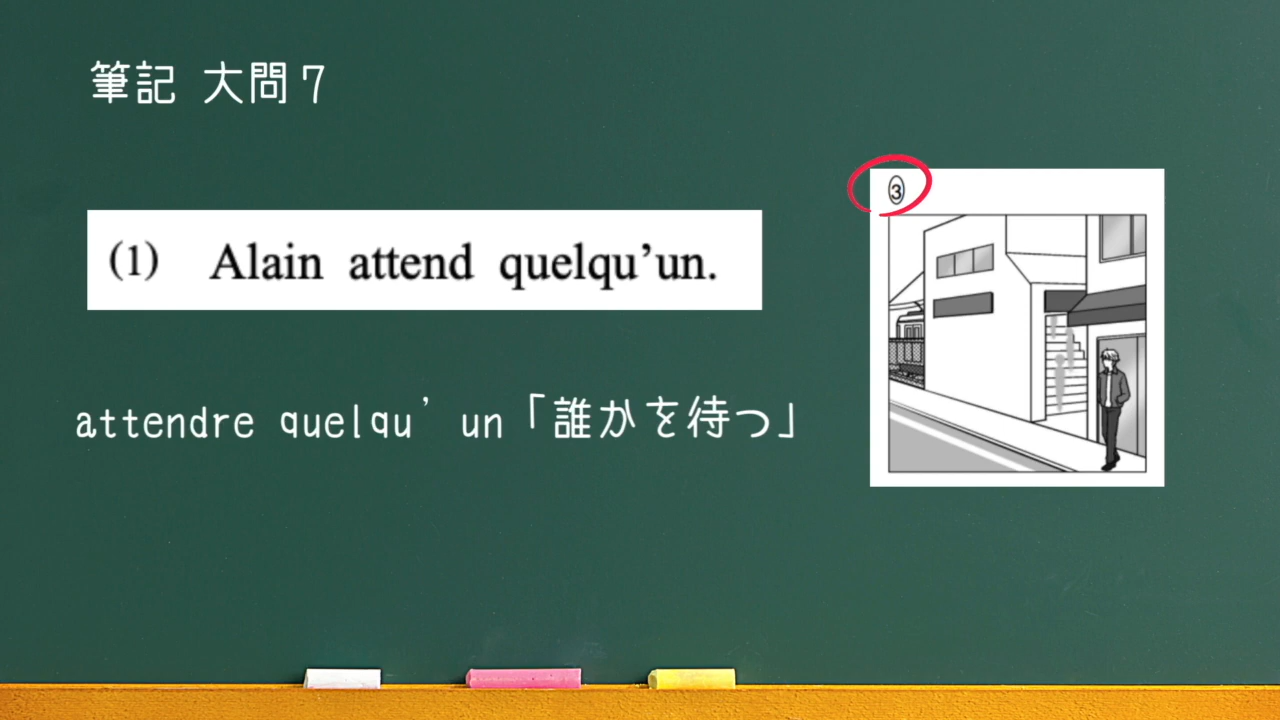 筆記 大問7
(1) Alain attend quelqu'un.
attendre quelqu' un「誰かを待つ」
③